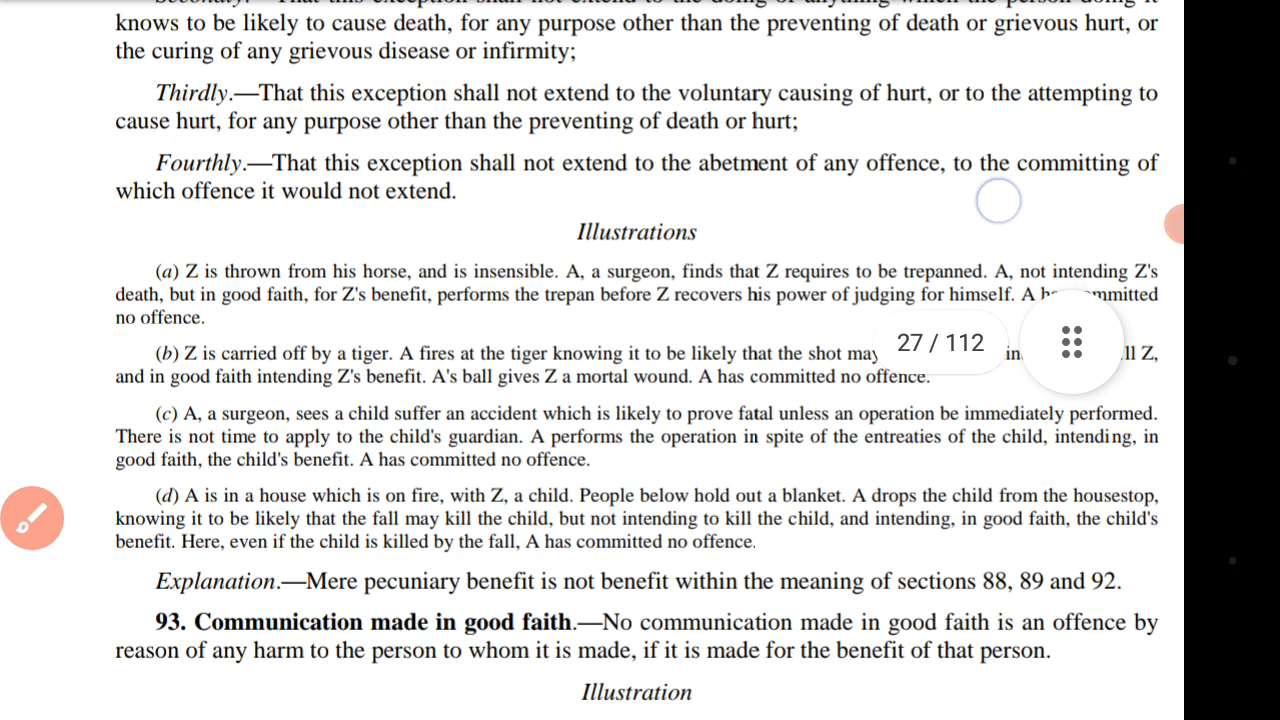 knows to be likely to cause death, for any purpose other than the preventing of death or grievous hurt, or
the curing of any grievous disease or infirmity;
Thirdly.—That this exception shall not extend to the voluntary causing of hurt, or to the attempting to
cause hurt, for any purpose other than the preventing of death or hurt;
Fourthly.—That this exception shall not extend to the abetment of any offence, to the committing of
which offence it would not extend.
Illustrations
(a) Z is thrown from his horse, and is insensible. A, a surgeon, finds that Z requires to be trepanned. A, not intending Z's
death, but in good faith, for Z's benefit, performs the trepan before Z recovers his power of judging for himself. A
no offence.
(b) Z is carried off by a tiger. A fires at the tiger knowing it to be likely that the shot may Z,
27 / 112
and in good faith intending Z's benefit. A's ball gives Z a mortal wound. A has committed no offence.
(c) A, a surgeon, sees a child suffer an accident which is likely to prove fatal unless an operation be immediately performed.
There is not time to apply to the child's guardian. A performs the operation in spite of the entreaties of the child, intending, in
good faith, the child's benefit. A has committed no offence.
(d) A is in a house which is on fire, with Z, a child. People below hold out a blanket. A drops the child from the housestop,
knowing it to be likely that the fall may kill the child, but not intending to kill the child, and intending, in good faith, the child's
benefit. Here, even if the child is killed by the fall, A has committed no offence.
Explanation.—Mere pecuniary benefit is not benefit within the meaning of sections 88, 89 and 92.
93. Communication made in good faith.—No communication made in good faith is an offence by
reason of any harm to the person to whom it is made, if it is made for the benefit of that person.
Illustration